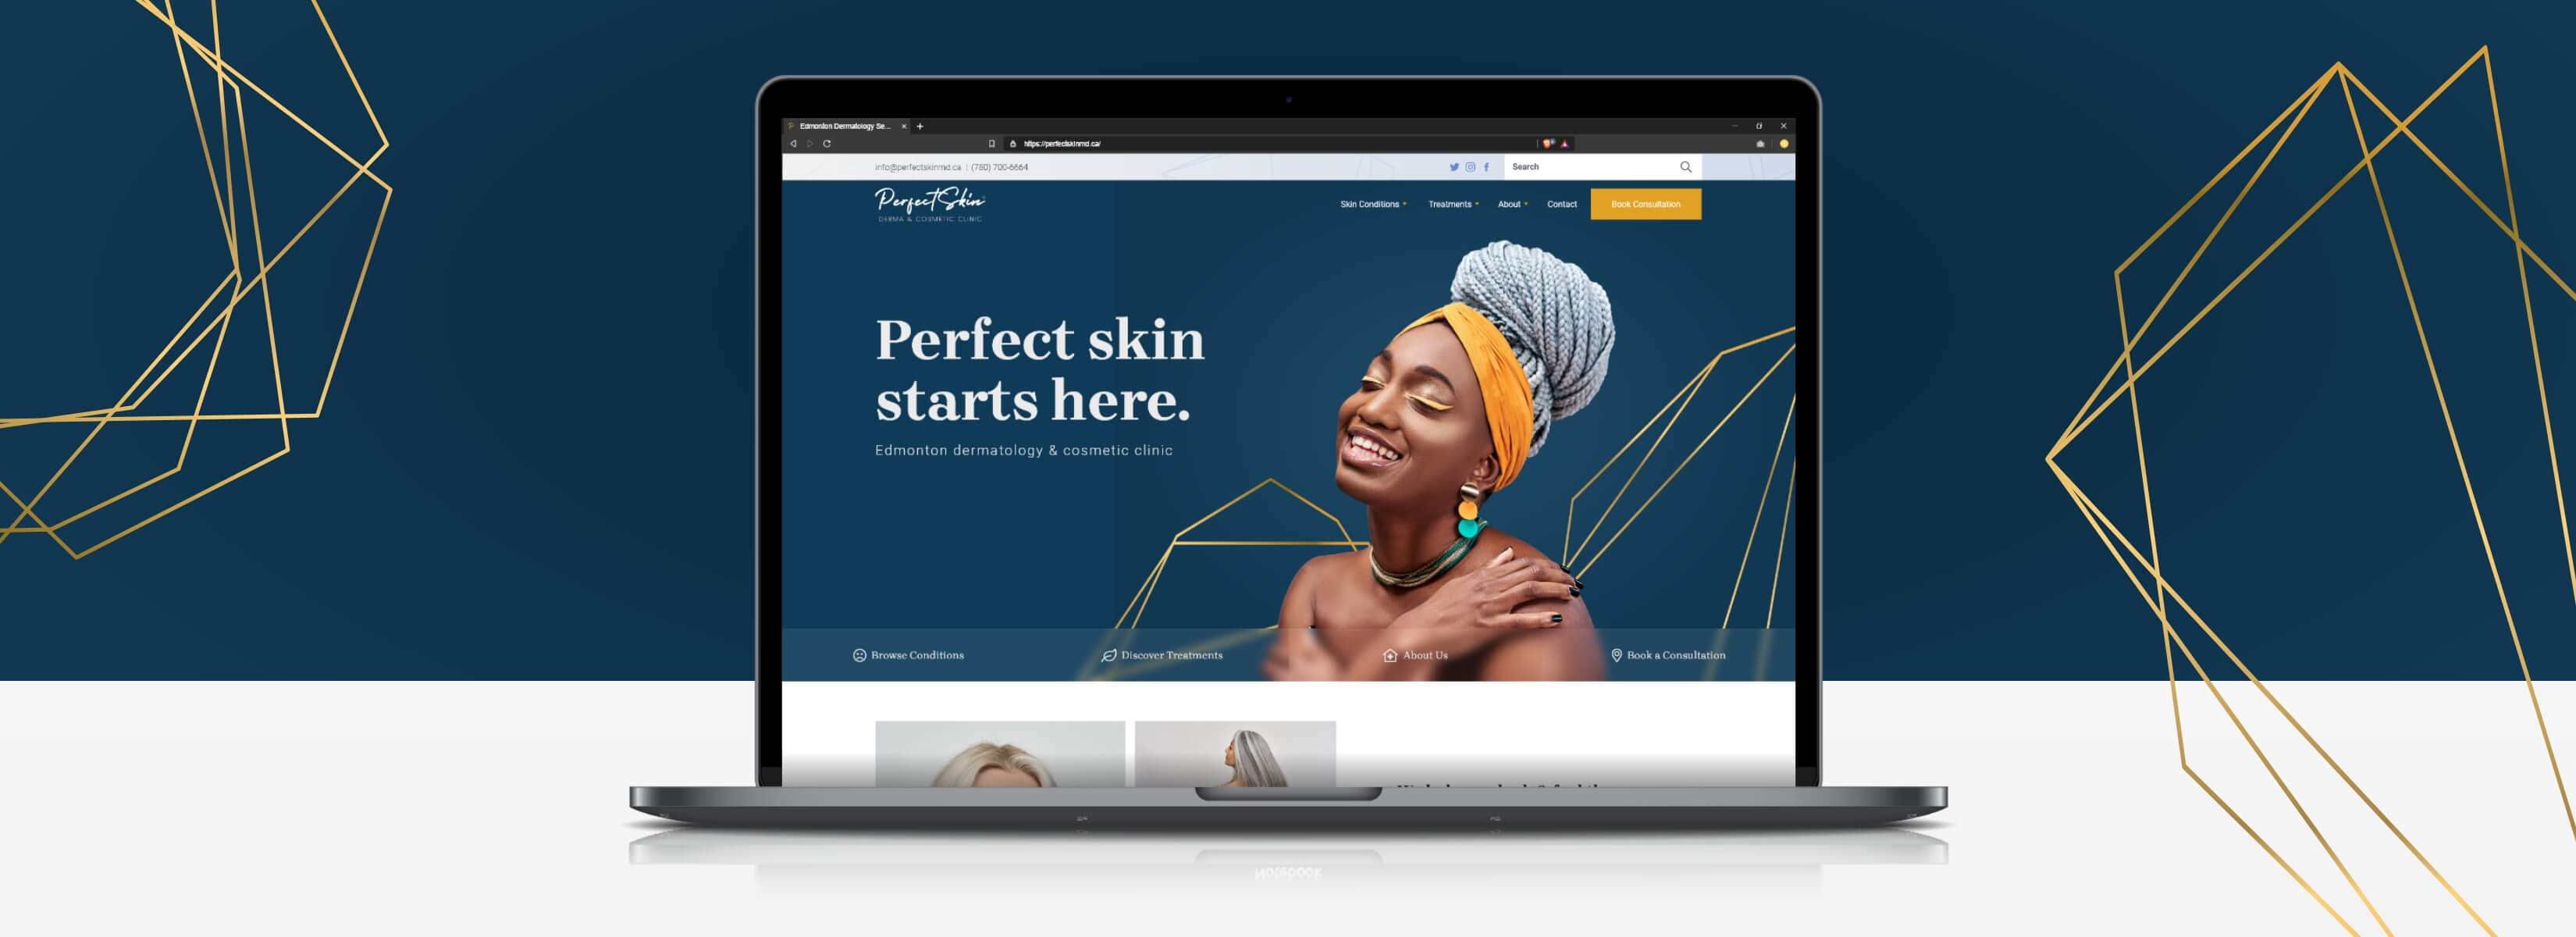 Edmonton Dermatology Se...
https://perfectskinmd.ca/
info@perfectskinmd.ca | (780) 700-6664
Search
PerfectSkin
DERMA & COSMETIC CLINIC
Skin Conditions
Treatments
About
Contact
Book Consultation
Perfect skin
starts here.
Edmonton dermatology & cosmetic clinic
Browse Conditions
Discover Treatments
About Us
Book a Consultation